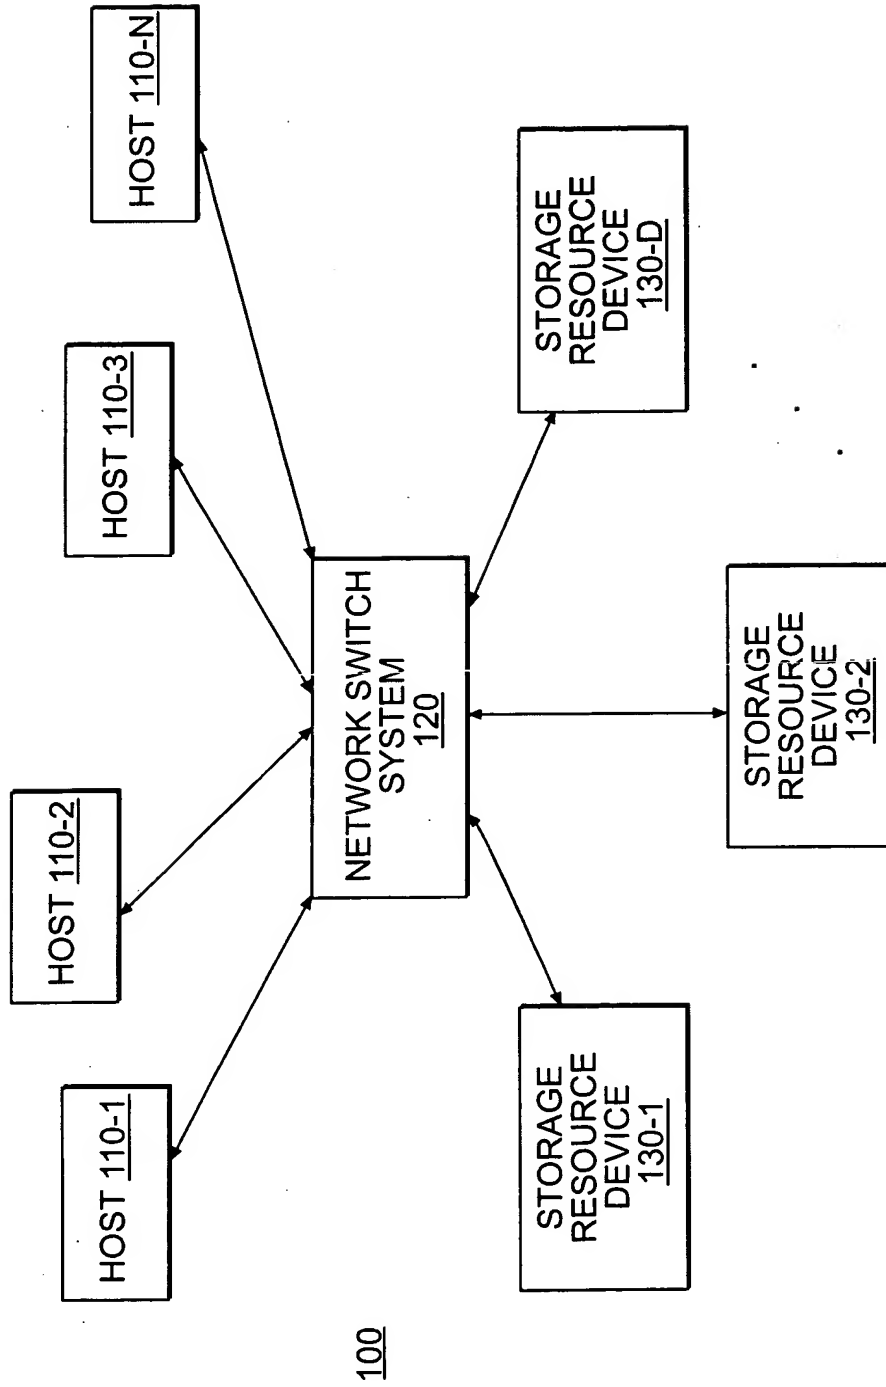 HOST 110-1
HOST 110-2
HOST 110-3
HOST 110-N
NETWORK SWITCH
SYSTEM
120
STORAGE
RESOURCE
DEVICE
130-1
STORAGE
RESOURCE
DEVICE
130-2
STORAGE
RESOURCE
DEVICE
130-D
100